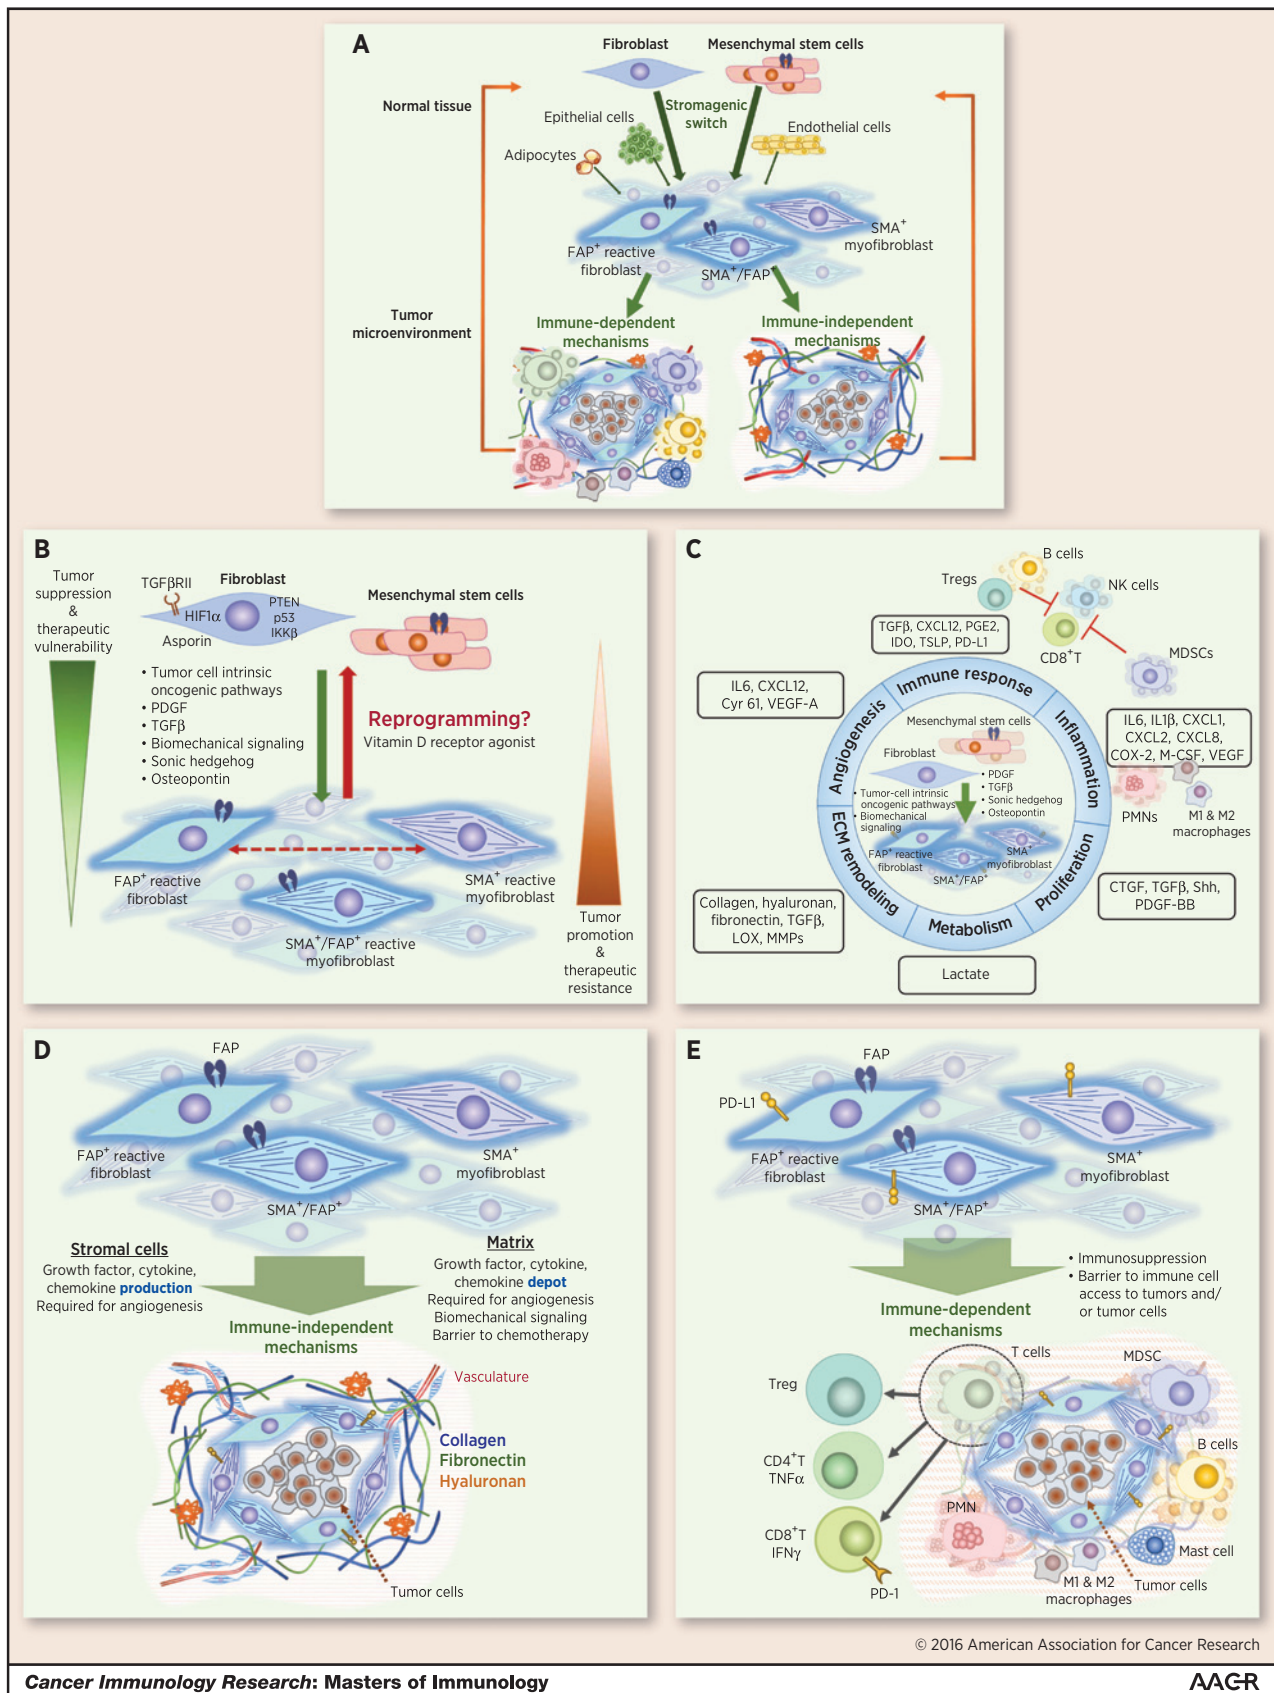 A
Fibroblast
Mesenchymal stem cells
Normal tissue
Stromagenic
switch
Epithelial cells
Endothelial cells
Adipocytes
FAP+ reactive
fibroblast
SMA+
myofibroblast
SMA+/FAP+
Tumor
microenvironment
Immune-dependent
mechanisms
Immune-independent
mechanisms
B
Tumor
suppression
&
therapeutic
vulnerability
TGFβRII
Fibroblast
HIF1α
PTEN
p53
IKKβ
Asporin
Mesenchymal stem cells
• Tumor cell intrinsic
oncogenic pathways
• PDGF
• TGFβ
• Biomechanical signaling
• Sonic hedgehog
• Osteopontin
Reprogramming?
Vitamin D receptor agonist
FAP+ reactive
fibroblast
SMA+ reactive
myofibroblast
SMA+/FAP+ reactive
myofibroblast
Tumor
promotion
&
therapeutic
resistance
C
B cells
Tregs
NK cells
CD8+T
MDSCs
TGFβ, CXCL12, PGE2,
IDO, TSLP, PD-L1
IL6, CXCL12,
Cyr 61, VEGF-A
IL6, IL1β, CXCL1,
CXCL2, CXCL8,
COX-2, M-CSF, VEGF
PMNs
M1 & M2
macrophages
Immune response
Inflammation
Proliferation
Metabolism
ECM remodeling
Angiogenesis
Mesenchymal stem cells
Fibroblast
• Tumor-cell intrinsic
oncogenic pathways
• Biomechanical
signaling
• PDGF
• TGFβ
• Sonic hedgehog
• Osteopontin
FAP+ reactive
fibroblast
SMA+
myofibroblast
SMA+/FAP+
Collagen, hyaluronan,
fibronectin, TGFβ,
LOX, MMPs
CTGF, TGFβ, Shh,
PDGF-BB
Lactate
D
FAP
FAP+ reactive
fibroblast
SMA+
myofibroblast
SMA+/FAP+
Stromal cells
Growth factor, cytokine,
chemokine production
Required for angiogenesis
Matrix
Growth factor, cytokine,
chemokine depot
Required for angiogenesis
Biomechanical signaling
Barrier to chemotherapy
Immune-independent
mechanisms
Vasculature
Collagen
Fibronectin
Hyaluronan
Tumor cells
E
FAP
PD-L1
FAP+ reactive
fibroblast
SMA+
myofibroblast
SMA+/FAP+
• Immunosuppression
• Barrier to immune cell
access to tumors and/
or tumor cells
Immune-dependent
mechanisms
T cells
MDSC
Treg
B cells
CD4+T
TNFα
PMN
CD8+T
IFNγ
Mast cell
PD-1
M1 & M2
macrophages
Tumor cells
© 2016 American Association for Cancer Research
Cancer Immunology Research: Masters of Immunology
AACR